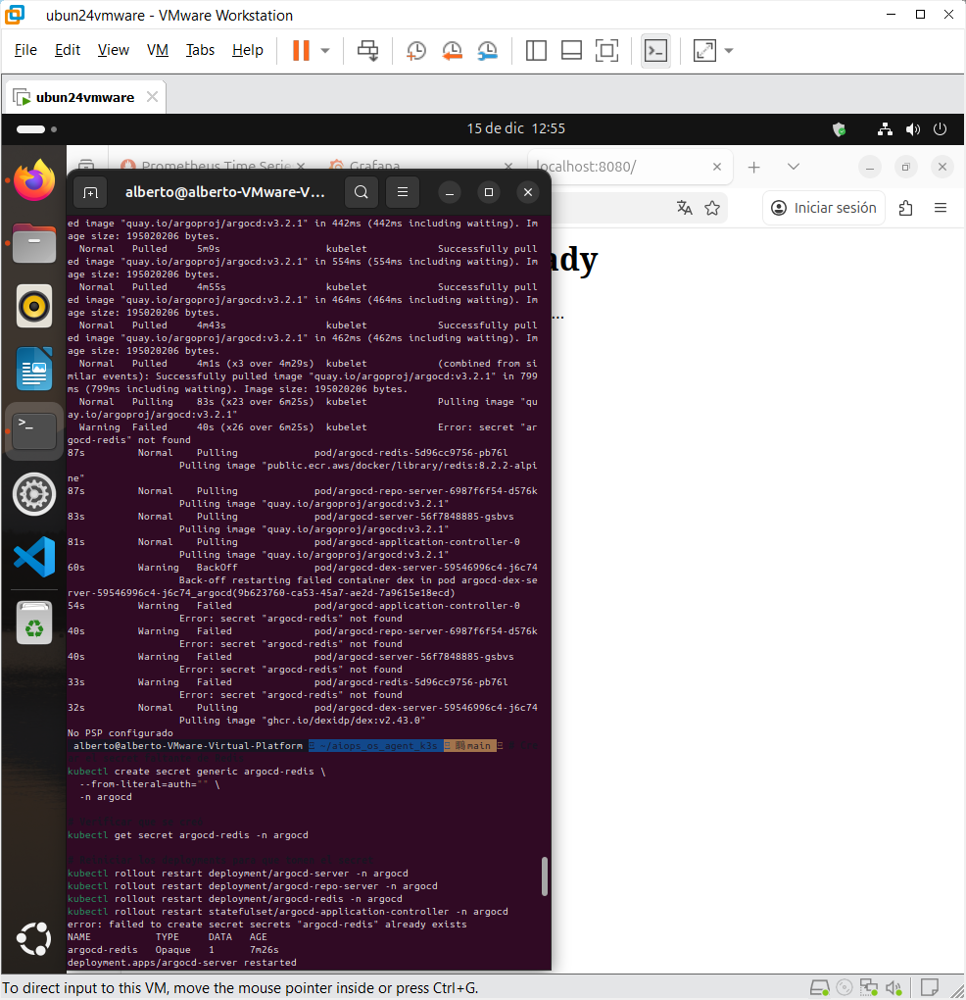 ubun24vmware - VMware Workstation
File Edit View VM Tabs Help
ubun24vmware
15 de dic 12:55
Prometheus Time Serie
Grafana
localhost:8080/
alberto@alberto-VMware-V...
Iniciar sesión
ady
...
ed image "quay.io/argoproj/argocd:v3.2.1" in 442ms (442ms including waiting). Im
age size: 195020206 bytes.
Normal Pulled 5m9s kubelet Successfully pull
ed image "quay.io/argoproj/argocd:v3.2.1" in 554ms (554ms including waiting). Im
age size: 195020206 bytes.
Normal Pulled 4m55s kubelet Successfully pull
ed image "quay.io/argoproj/argocd:v3.2.1" in 464ms (464ms including waiting). Im
age size: 195020206 bytes.
Normal Pulled 4m43s kubelet Successfully pull
ed image "quay.io/argoproj/argocd:v3.2.1" in 462ms (462ms including waiting). Im
age size: 195020206 bytes.
Normal Pulled 4m1s (x3 over 4m29s) kubelet (combined from si
milar events): Successfully pulled image "quay.io/argoproj/argocd:v3.2.1" in 799
ms (799ms including waiting). Image size: 195020206 bytes.
Normal Pulling 83s (x23 over 6m25s) kubelet Pulling image "qu
ay.io/argoproj/argocd:v3.2.1"
Warning Failed 40s (x26 over 6m25s) kubelet Error: secret "ar
gocd-redis" not found
87s Normal Pulling pod/argocd-redis-5d96cc9756-pb76l
Pulling image "public.ecr.aws/docker/library/redis:8.2.2-alpi
ne"
87s Normal Pulling pod/argocd-repo-server-6987f6f54-d576k
Pulling image "quay.io/argoproj/argocd:v3.2.1"
83s Normal Pulling pod/argocd-server-56f7848885-gsbvs
Pulling image "quay.io/argoproj/argocd:v3.2.1"
81s Normal Pulling pod/argocd-application-controller-0
Pulling image "quay.io/argoproj/argocd:v3.2.1"
60s Warning BackOff pod/argocd-dex-server-59546996c4-j6c74
Back-off restarting failed container dex in pod argocd-dex-se
rver-59546996c4-j6c74_argocd(9b623760-ca53-45a7-ae2d-7a9615e18ecd)
54s Warning Failed pod/argocd-application-controller-0
Error: secret "argocd-redis" not found
40s Warning Failed pod/argocd-repo-server-6987f6f54-d576k
Error: secret "argocd-redis" not found
40s Warning Failed pod/argocd-server-56f7848885-gsbvs
Error: secret "argocd-redis" not found
33s Warning Failed pod/argocd-redis-5d96cc9756-pb76l
Error: secret "argocd-redis" not found
32s Normal Pulling pod/argocd-dex-server-59546996c4-j6c74
Pulling image "ghcr.io/dexidp/dex:v2.43.0"
No PSP configurado
alberto@alberto-VMware-Virtual-Platform ~/aiops_os_agent_k3s main
kubectl create secret generic argocd-redis \
--from-literal=auth="" \
-n argocd
kubectl get secret argocd-redis -n argocd
kubectl rollout restart deployment/argocd-server -n argocd
kubectl rollout restart deployment/argocd-repo-server -n argocd
kubectl rollout restart deployment/argocd-redis -n argocd
kubectl rollout restart statefulset/argocd-application-controller -n argocd
error: failed to create secret secrets "argocd-redis" already exists
NAME TYPE DATA AGE
argocd-redis Opaque 1 7m26s
deployment.apps/argocd-server restarted
To direct input to this VM, move the mouse pointer inside or press Ctrl+G.